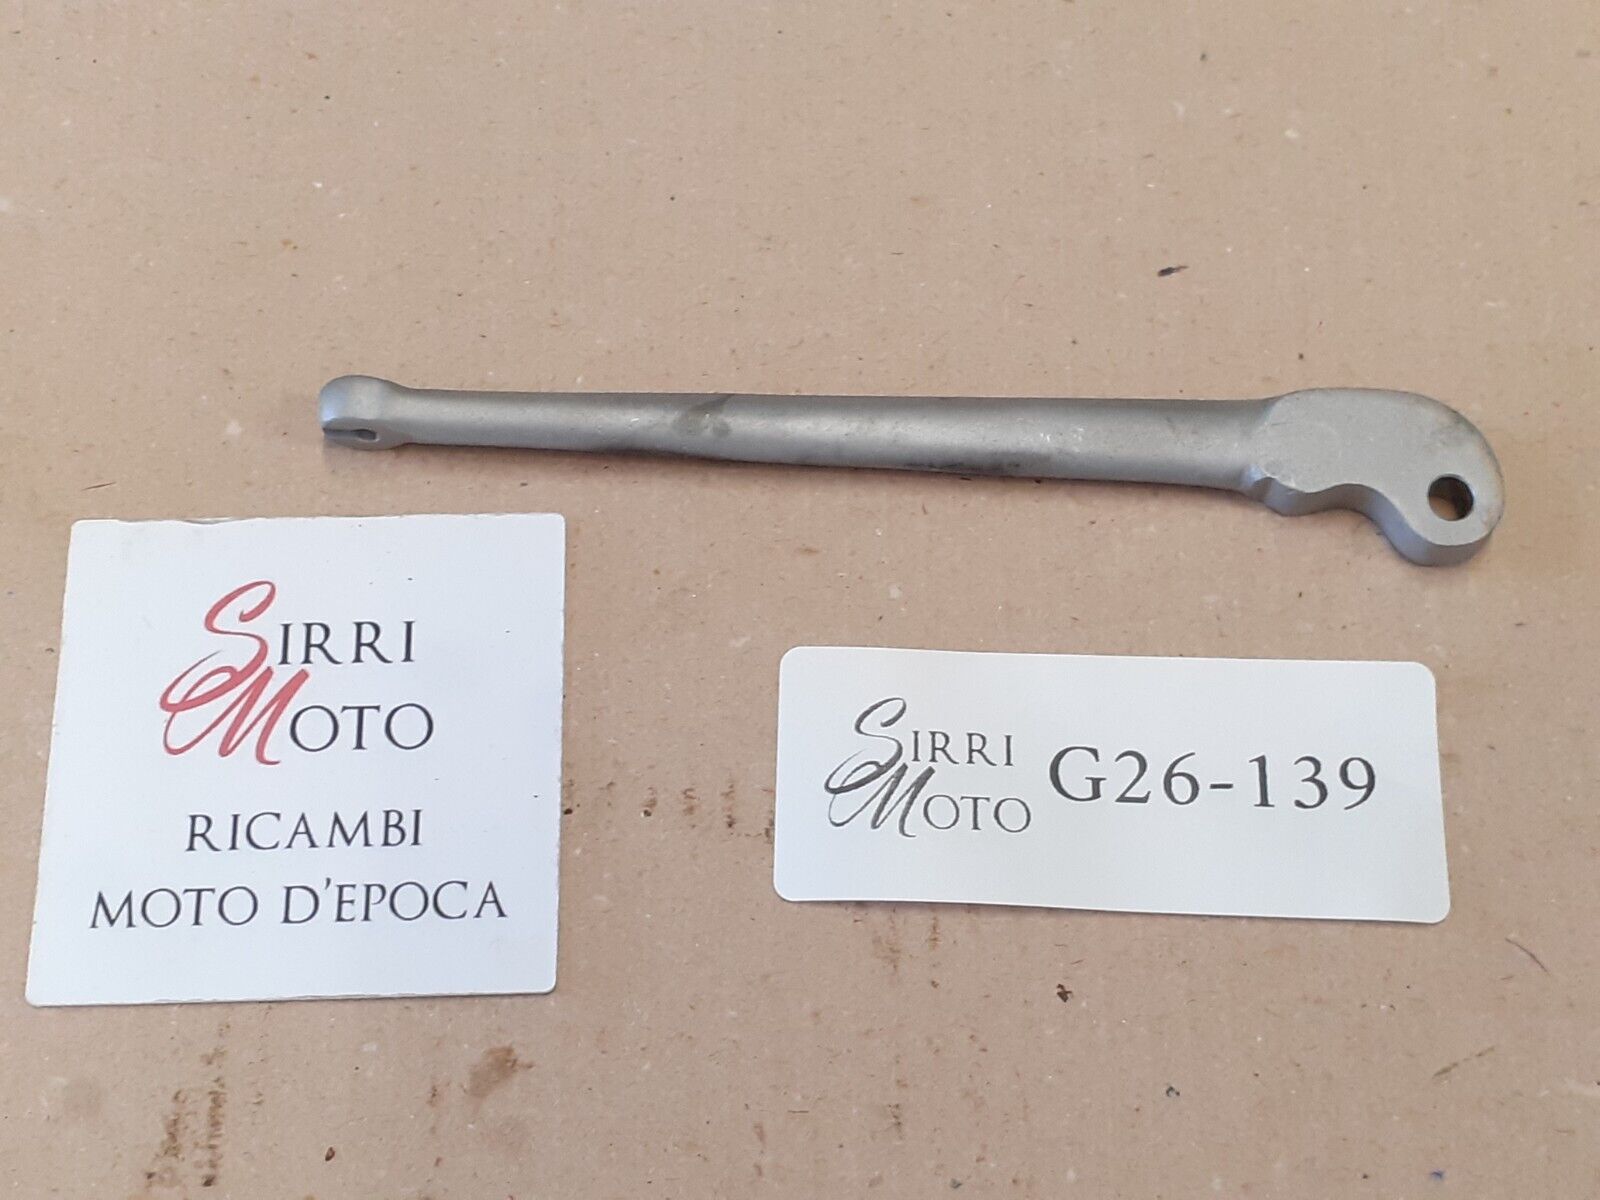 SIRRI
MOTO
RICAMBI
MOTO D'EPOCA
SIRRI
MOTO
G26-139